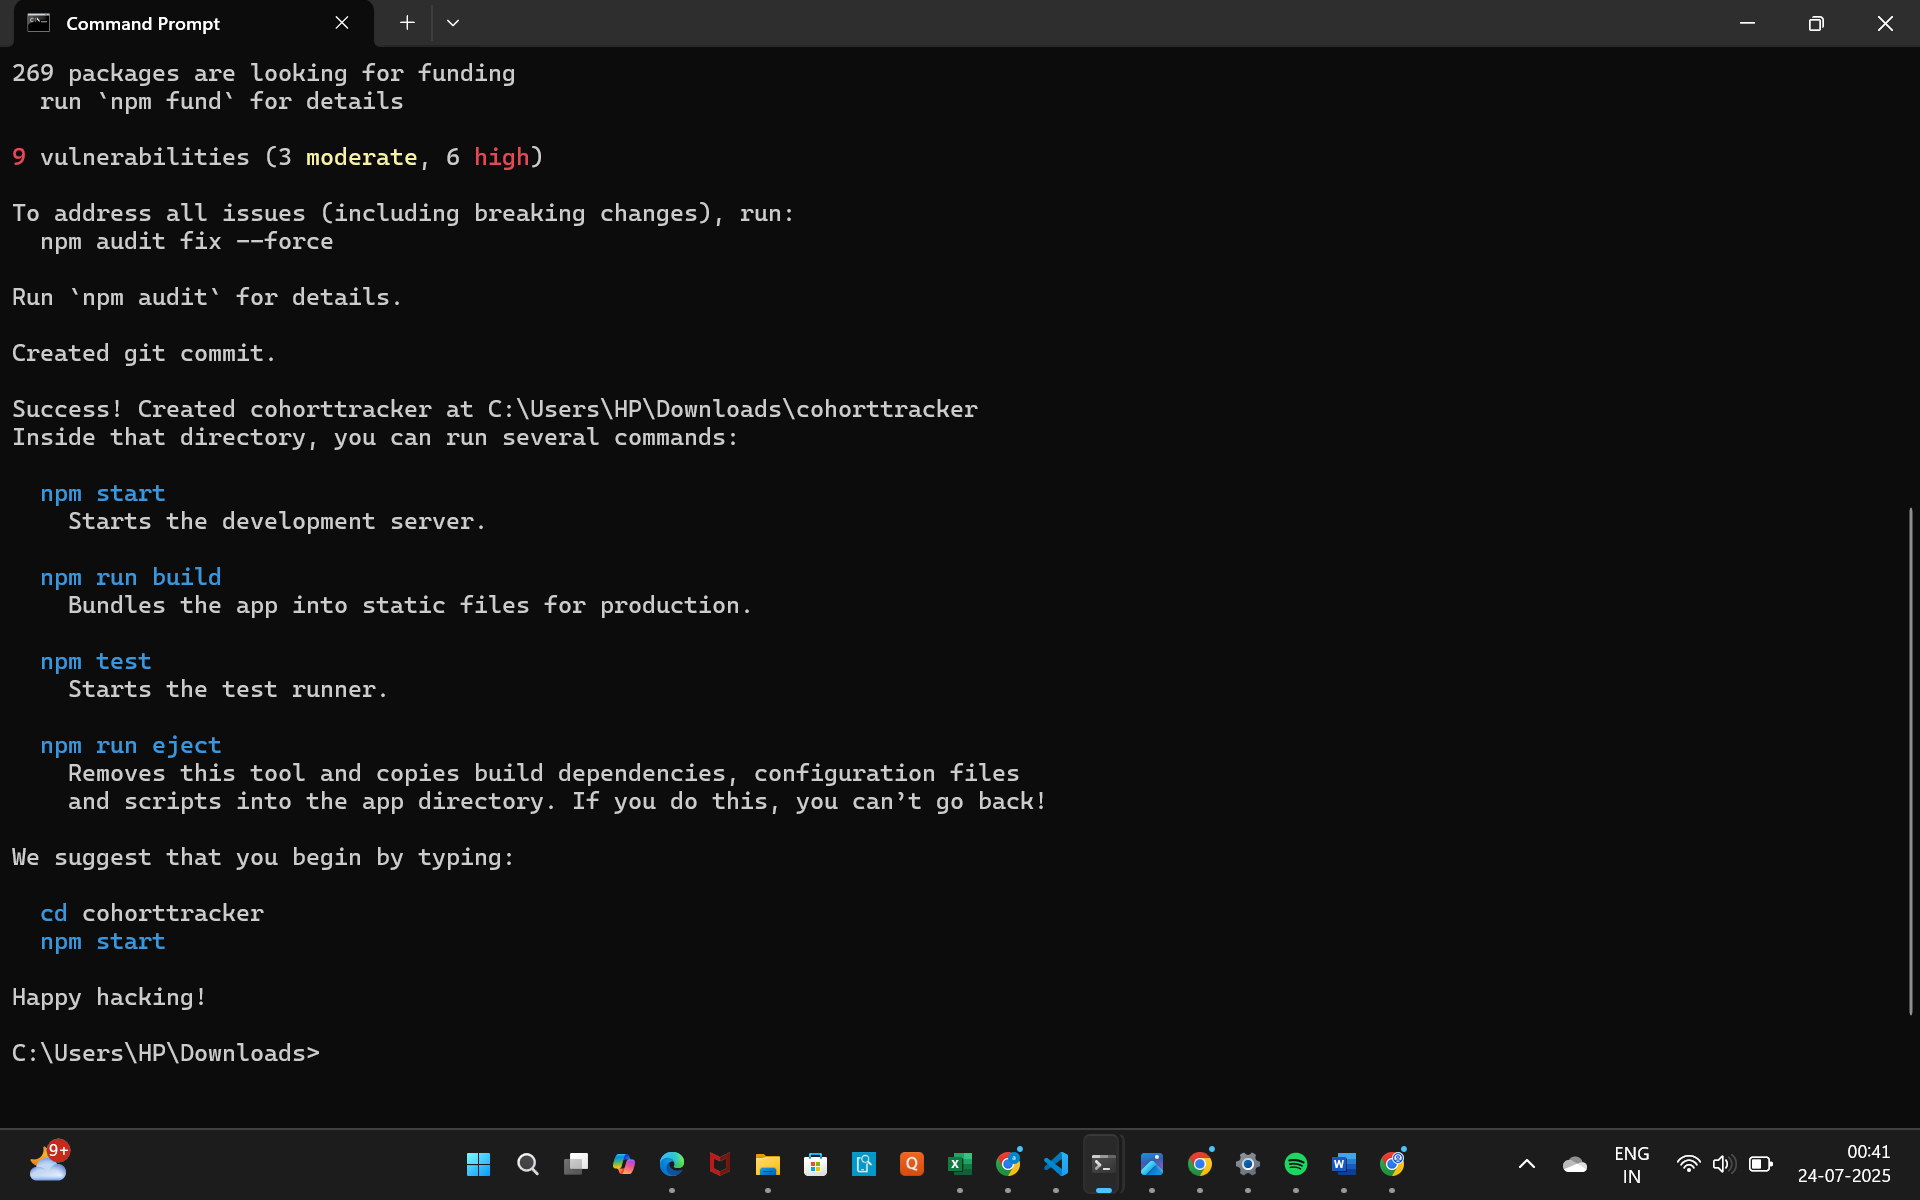 Command Prompt
269 packages are looking for funding
  run `npm fund` for details
9 vulnerabilities (3 moderate, 6 high)
To address all issues (including breaking changes), run:
  npm audit fix --force
Run `npm audit` for details.
Created git commit.
Success! Created cohorttracker at C:\Users\HP\Downloads\cohorttracker
Inside that directory, you can run several commands:
  npm start
    Starts the development server.
  npm run build
    Bundles the app into static files for production.
  npm test
    Starts the test runner.
  npm run eject
    Removes this tool and copies build dependencies, configuration files
    and scripts into the app directory. If you do this, you can’t go back!
We suggest that you begin by typing:
  cd cohorttracker
  npm start
Happy hacking!
C:\Users\HP\Downloads>
9+
ENG
IN
00:41
24-07-2025